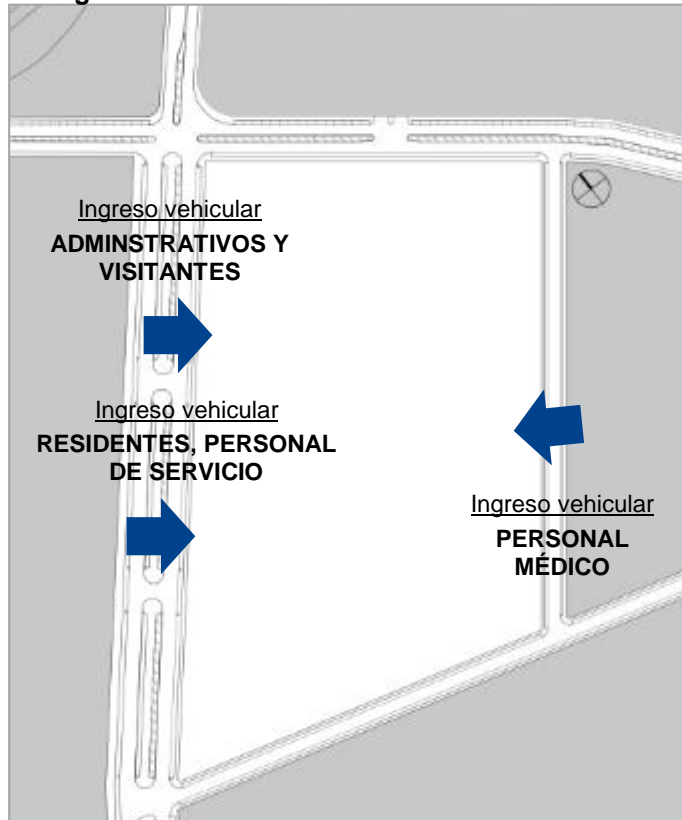 Ingreso vehicular
ADMINSTRATIVOS Y
VISITANTES
Ingreso vehicular
RESIDENTES, PERSONAL
DE SERVICIO
Ingreso vehicular
PERSONAL
MÉDICO